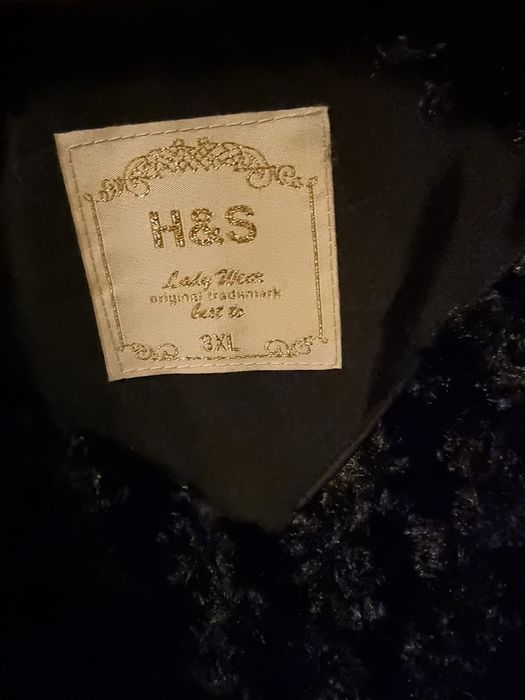 H&S
Lady Wear
original trademark
best to
3XL